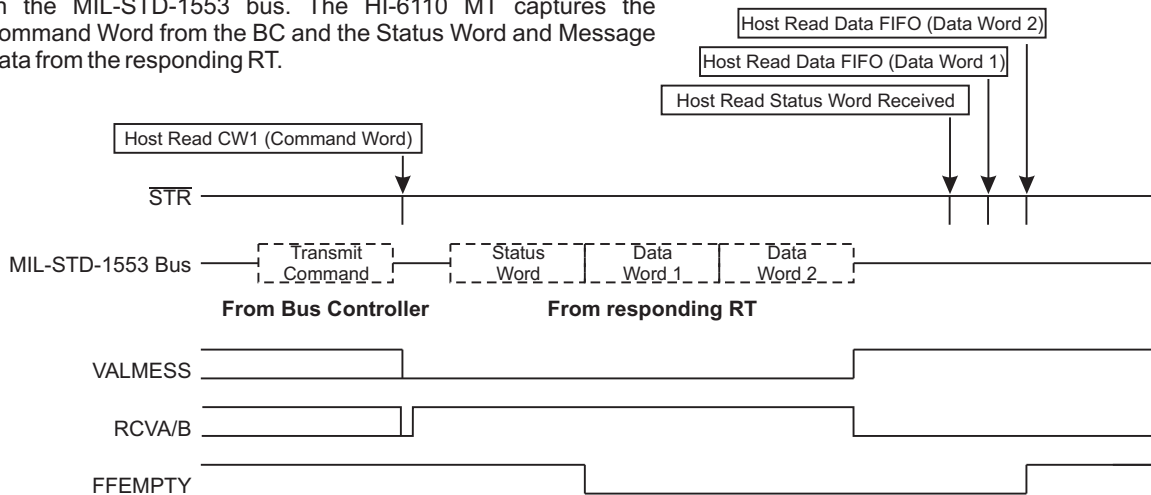 on the MIL-STD-1553 bus. The HI-6110 MT captures the
Command Word from the BC and the Status Word and Message
data from the responding RT.
Host Read Data FIFO (Data Word 2)
Host Read Data FIFO (Data Word 1)
Host Read Status Word Received
Host Read CW1 (Command Word)
STR
MIL-STD-1553 Bus
Transmit
Command
Status
Word
Data
Word 1
Data
Word 2
From Bus Controller
From responding RT
VALMESS
RCVA/B
FFEMPTY